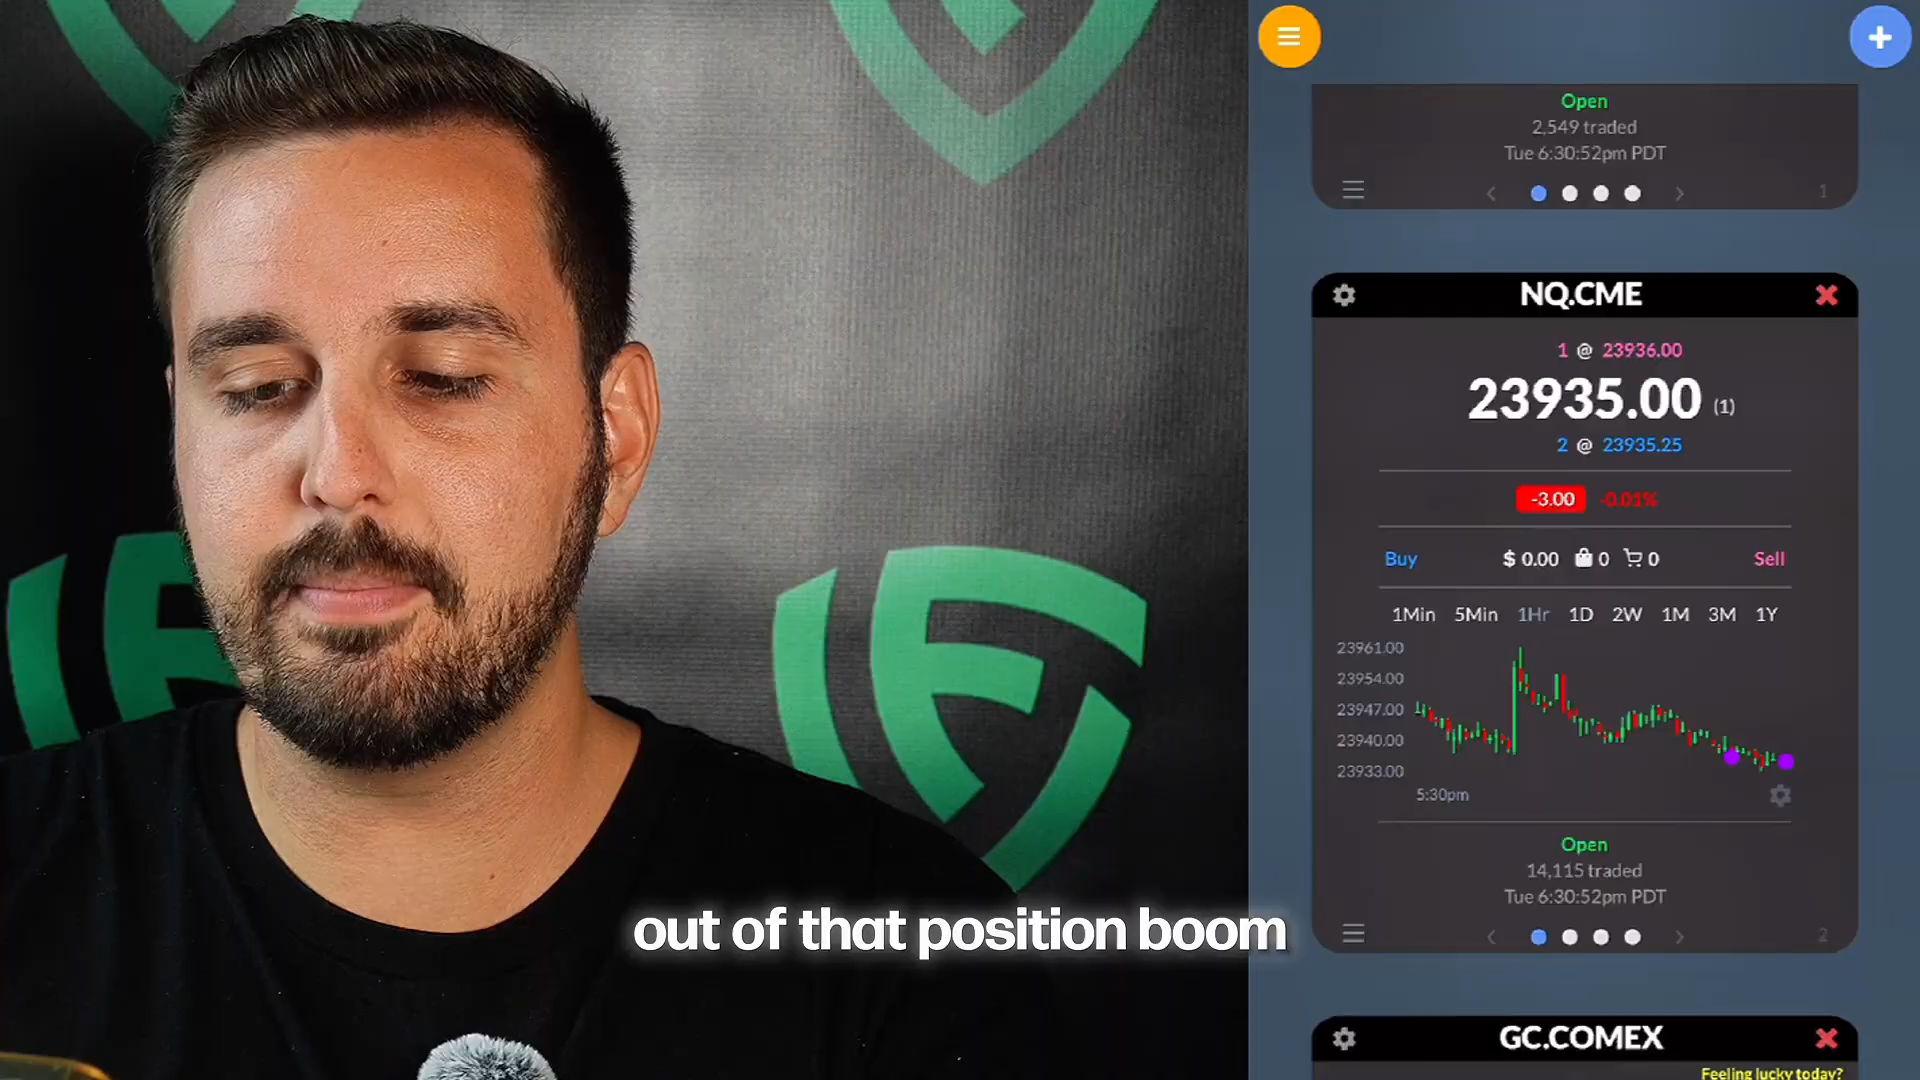 Open
2,549 traded
Tue 6:30:52pm PDT
1
NQ.CME
1 @ 23936.00
23935.00 (1)
2 @ 23935.25
-3.00 -0.01%
Buy $ 0.00 0 0 Sell
1Min 5Min 1Hr 1D 2W 1M 3M 1Y
23961.00
23954.00
23947.00
23940.00
23933.00
5:30pm
Open
14,115 traded
Tue 6:30:52pm PDT
2
out of that position boom
GC.COMEX
Feeling lucky today?